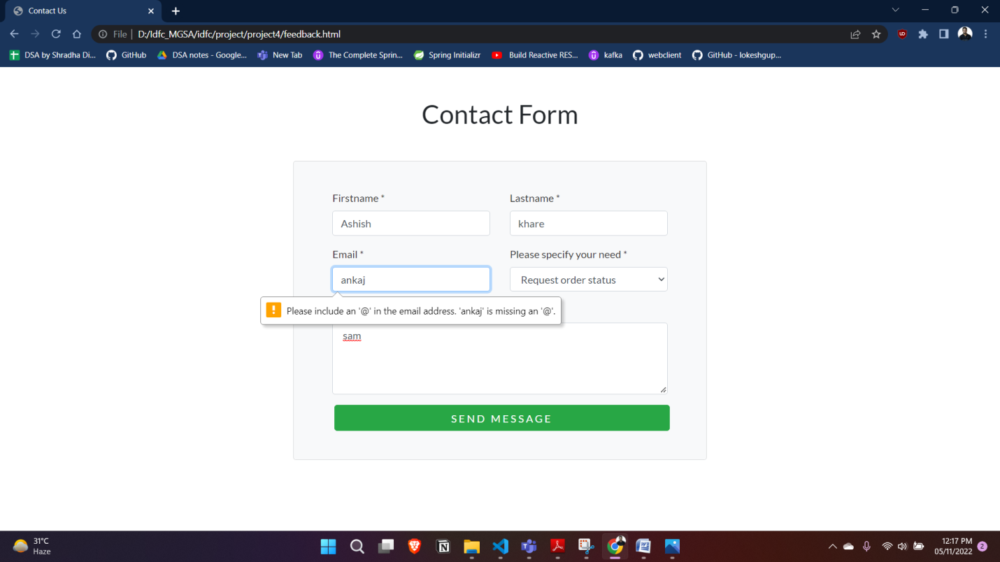 Contact Us
File
D:/Idfc_MGSA/idfc/project/project4/feedback.html
DSA by Shradha Di...
GitHub
DSA notes - Google...
New Tab
The Complete Sprin...
Spring Initializr
Build Reactive RES...
kafka
webclient
GitHub - lokeshgup...
Contact Form
Firstname *
Lastname *
Ashish
khare
Email *
Please specify your need *
ankaj
Request order status
Please include an '@' in the email address. 'ankaj' is missing an '@'.
sam
SEND MESSAGE
31°C
Haze
12:17 PM
05/11/2022
2